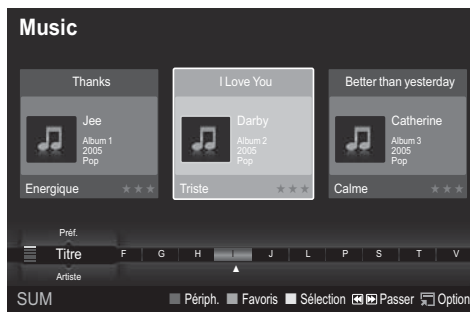 Music
Thanks
Jee
Album 1
2005
Pop
Energique
I Love You
Darby
Album 2
2005
Pop
Triste
Better than yesterday
Catherine
Album 3
2005
Pop
Calme
Préf.
Titre F G H I J L P S T V
Artiste
SUM Périph. Favoris Sélection Passer Option